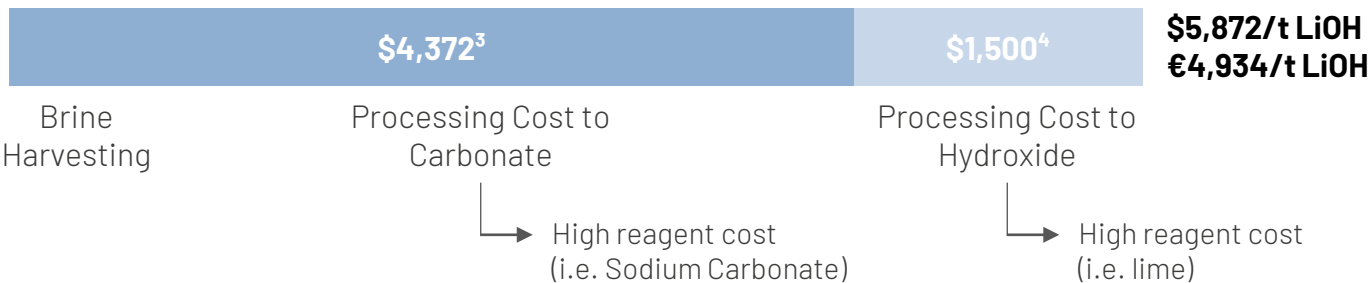 $4,372³
$1,500⁴
$5,872/t LiOH
€4,934/t LiOH
Brine
Harvesting
Processing Cost to
Carbonate
Processing Cost to
Hydroxide
High reagent cost
(i.e. Sodium Carbonate)
High reagent cost
(i.e. lime)